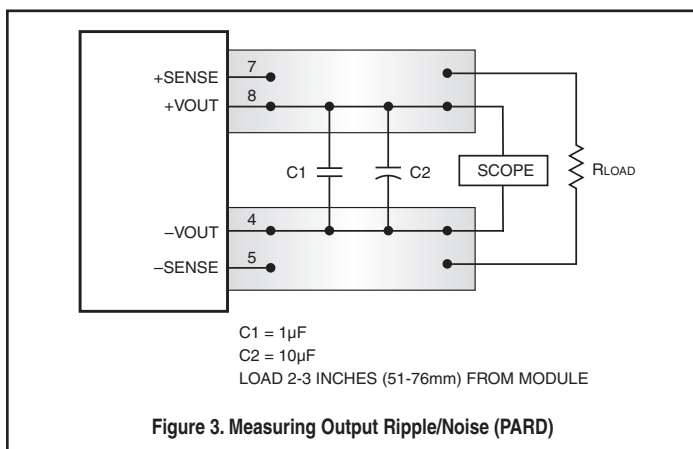 +SENSE 7
+VOUT 8
C1 C2 SCOPE RLOAD
−VOUT 4
−SENSE 5
C1 = 1µF
C2 = 10µF
LOAD 2-3 INCHES (51-76mm) FROM MODULE
Figure 3. Measuring Output Ripple/Noise (PARD)